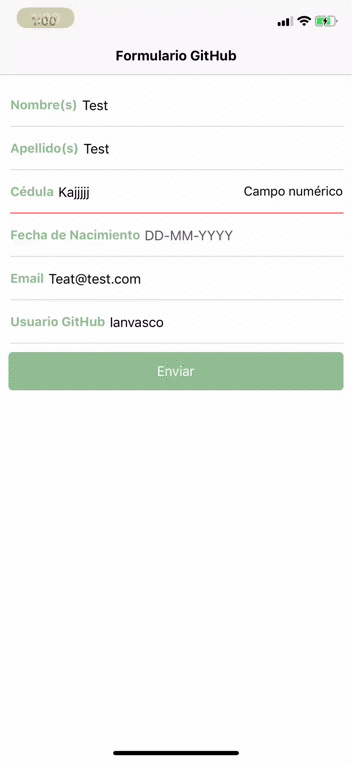 1:00
Formulario GitHub
Nombre(s) Test
Apellido(s) Test
Cédula Kajjjjj Campo numérico
Fecha de Nacimiento DD-MM-YYYY
Email Teat@test.com
Usuario GitHub Ianvasco
Enviar